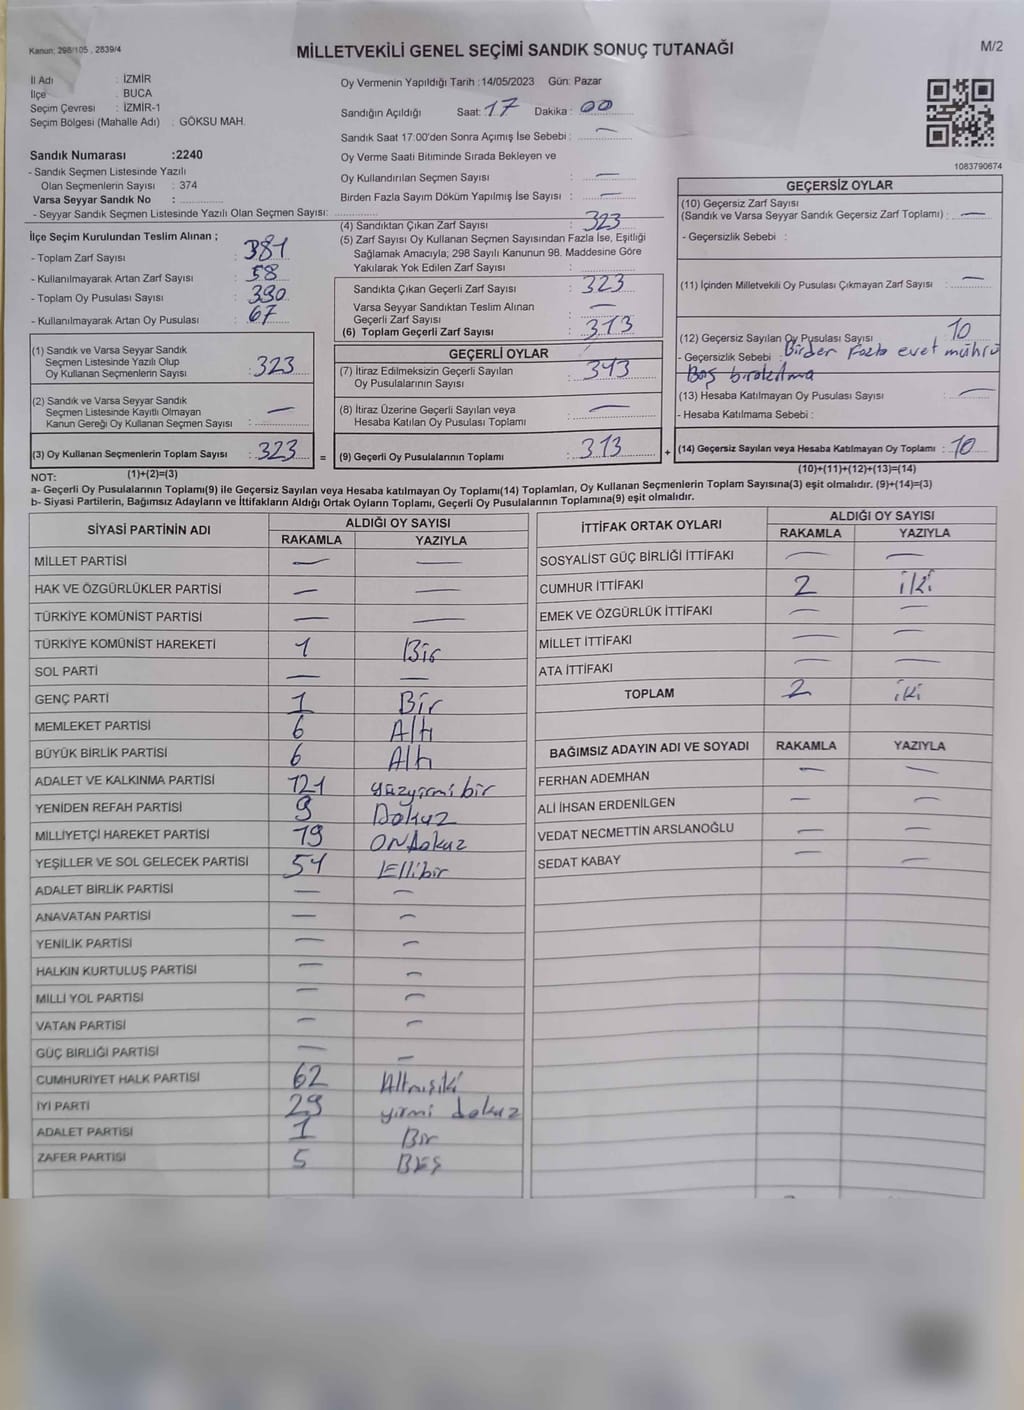 Kanun: 298/105 , 2839/4
MİLLETVEKİLİ GENEL SEÇİMİ SANDIK SONUÇ TUTANAĞI
M/2
İl Adı : İZMİR
İlçe : BUCA
Seçim Çevresi : İZMİR-1
Seçim Bölgesi (Mahalle Adı) : GÖKSU MAH.
Oy Vermenin Yapıldığı Tarih :14/05/2023 Gün: Pazar
Sandığın Açıldığı Saat: 17 Dakika : 00
Sandık Saat 17:00'den Sonra Açımış İse Sebebi : —
Oy Verme Saati Bitiminde Sırada Bekleyen ve
Oy Kullandırılan Seçmen Sayısı : —
Birden Fazla Sayım Döküm Yapılmış İse Sayısı : —
1083790674
Sandık Numarası :2240
- Sandık Seçmen Listesinde Yazılı
Olan Seçmenlerin Sayısı : 374
Varsa Seyyar Sandık No :
- Seyyar Sandık Seçmen Listesinde Yazılı Olan Seçmen Sayısı:
İlçe Seçim Kurulundan Teslim Alınan ;
- Toplam Zarf Sayısı : 381
- Kullanılmayarak Artan Zarf Sayısı : 58
- Toplam Oy Pusulası Sayısı : 390
- Kullanılmayarak Artan Oy Pusulası : 67
(1) Sandık ve Varsa Seyyar Sandık
Seçmen Listesinde Yazılı Olup
Oy Kullanan Seçmenlerin Sayısı : 323
(2) Sandık ve Varsa Seyyar Sandık
Seçmen Listesinde Kayıtlı Olmayan
Kanun Gereği Oy Kullanan Seçmen Sayısı : —
(3) Oy Kullanan Seçmenlerin Toplam Sayısı : 323 =
(4) Sandıktan Çıkan Zarf Sayısı : 323
(5) Zarf Sayısı Oy Kullanan Seçmen Sayısından Fazla İse, Eşitliği
Sağlamak Amacıyla; 298 Sayılı Kanunun 98. Maddesine Göre
Yakılarak Yok Edilen Zarf Sayısı :
Sandıkta Çıkan Geçerli Zarf Sayısı : 323
Varsa Seyyar Sandıktan Teslim Alınan
Geçerli Zarf Sayısı : —
(6) Toplam Geçerli Zarf Sayısı : 313
GEÇERLİ OYLAR
(7) İtiraz Edilmeksizin Geçerli Sayılan
Oy Pusulalarının Sayısı : 313
(8) İtiraz Üzerine Geçerli Sayılan veya
Hesaba Katılan Oy Pusulası Toplamı : —
(9) Geçerli Oy Pusulalarının Toplamı : 313 +
GEÇERSİZ OYLAR
(10) Geçersiz Zarf Sayısı
(Sandık ve Varsa Seyyar Sandık Geçersiz Zarf Toplamı) : —
- Geçersizlik Sebebi :
(11) İçinden Milletvekili Oy Pusulası Çıkmayan Zarf Sayısı : —
(12) Geçersiz Sayılan Oy Pusulası Sayısı : 10
- Geçersizlik Sebebi : Birden Fazla evet mührü
Boş bırakılma
(13) Hesaba Katılmayan Oy Pusulası Sayısı : —
- Hesaba Katılmama Sebebi :
(14) Geçersiz Sayılan veya Hesaba Katılmayan Oy Toplamı : 10
NOT: (1)+(2)=(3)
(10)+(11)+(12)+(13)=(14)
a- Geçerli Oy Pusulalarının Toplamı(9) ile Geçersiz Sayılan veya Hesaba katılmayan Oy Toplamı(14) Toplamları, Oy Kullanan Seçmenlerin Toplam Sayısına(3) eşit olmalıdır. (9)+(14)=(3)
b- Siyasi Partilerin, Bağımsız Adayların ve İttifakların Aldığı Ortak Oyların Toplamı, Geçerli Oy Pusulalarının Toplamına(9) eşit olmalıdır.
SİYASİ PARTİNİN ADI ALDIĞI OY SAYISI
RAKAMLA YAZIYLA
MİLLET PARTİSİ — —
HAK VE ÖZGÜRLÜKLER PARTİSİ — —
TÜRKİYE KOMÜNİST PARTİSİ — —
TÜRKİYE KOMÜNİST HAREKETİ 1 Bir
SOL PARTİ — —
GENÇ PARTİ 1 Bir
MEMLEKET PARTİSİ 6 Altı
BÜYÜK BİRLİK PARTİSİ 6 Altı
ADALET VE KALKINMA PARTİSİ 121 yüzyirmi bir
YENİDEN REFAH PARTİSİ 9 Dokuz
MİLLİYETÇİ HAREKET PARTİSİ 19 ONdokuz
YEŞİLLER VE SOL GELECEK PARTİSİ 51 Ellibir
ADALET BİRLİK PARTİSİ — —
ANAVATAN PARTİSİ — —
YENİLİK PARTİSİ — —
HALKIN KURTULUŞ PARTİSİ — —
MİLLİ YOL PARTİSİ — —
VATAN PARTİSİ — —
GÜÇ BİRLİĞİ PARTİSİ — —
CUMHURİYET HALK PARTİSİ 62 Altmışiki
İYİ PARTİ 29 yirmi dokuz
ADALET PARTİSİ 1 Bir
ZAFER PARTİSİ 5 BEŞ
İTTİFAK ORTAK OYLARI ALDIĞI OY SAYISI
RAKAMLA YAZIYLA
SOSYALİST GÜÇ BİRLİĞİ İTTİFAKI — —
CUMHUR İTTİFAKI 2 iki
EMEK VE ÖZGÜRLÜK İTTİFAKI — —
MİLLET İTTİFAKI — —
ATA İTTİFAKI — —
TOPLAM 2 iki
BAĞIMSIZ ADAYIN ADI VE SOYADI RAKAMLA YAZIYLA
FERHAN ADEMHAN — —
ALİ İHSAN ERDENİLGEN — —
VEDAT NECMETTİN ARSLANOĞLU — —
SEDAT KABAY — —